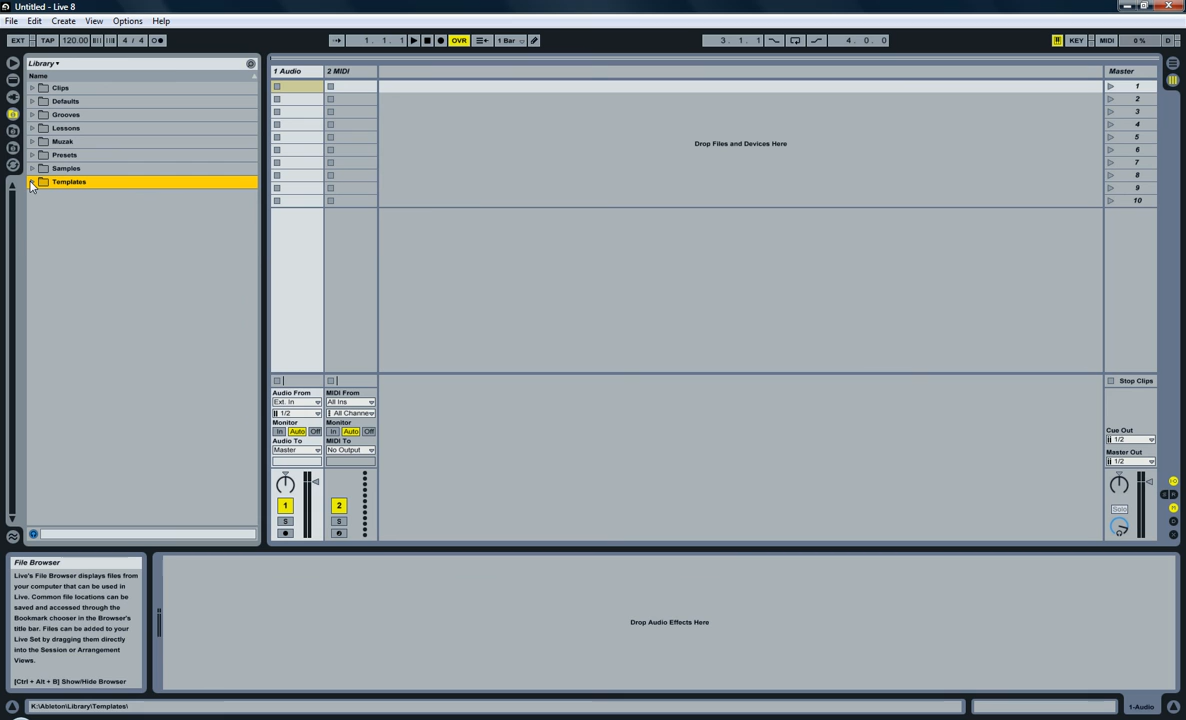 Untitled - Live 8
File Edit Create View Options Help
EXT TAP 120.00 4 / 4 1. 1. 1 OVR 1 Bar 3. 1. 1 4. 0. 0 KEY MIDI 0 % D
Library
Name
Clips
Defaults
Grooves
Lessons
Muzak
Presets
Samples
Templates
1 Audio 2 MIDI Master
1
2
3
4
5
6
7
8
9
10
Drop Files and Devices Here
Stop Clips
Audio From MIDI From
Ext. In All Ins
1/2 All Channe
Monitor Monitor
In Auto Off In Auto Off
Audio To MIDI To
Master No Output
Cue Out
1/2
Master Out
1/2
1 2
S S
Solo
File Browser
Live's File Browser displays files from
your computer that can be used in
Live. Common file locations can be
saved and accessed through the
Bookmark chooser in the Browser's
title bar. Files can be added to your
Live Set by dragging them directly
into the Session or Arrangement
Views.
[Ctrl + Alt + B] Show/Hide Browser
Drop Audio Effects Here
K:\Ableton\Library\Templates\
1-Audio